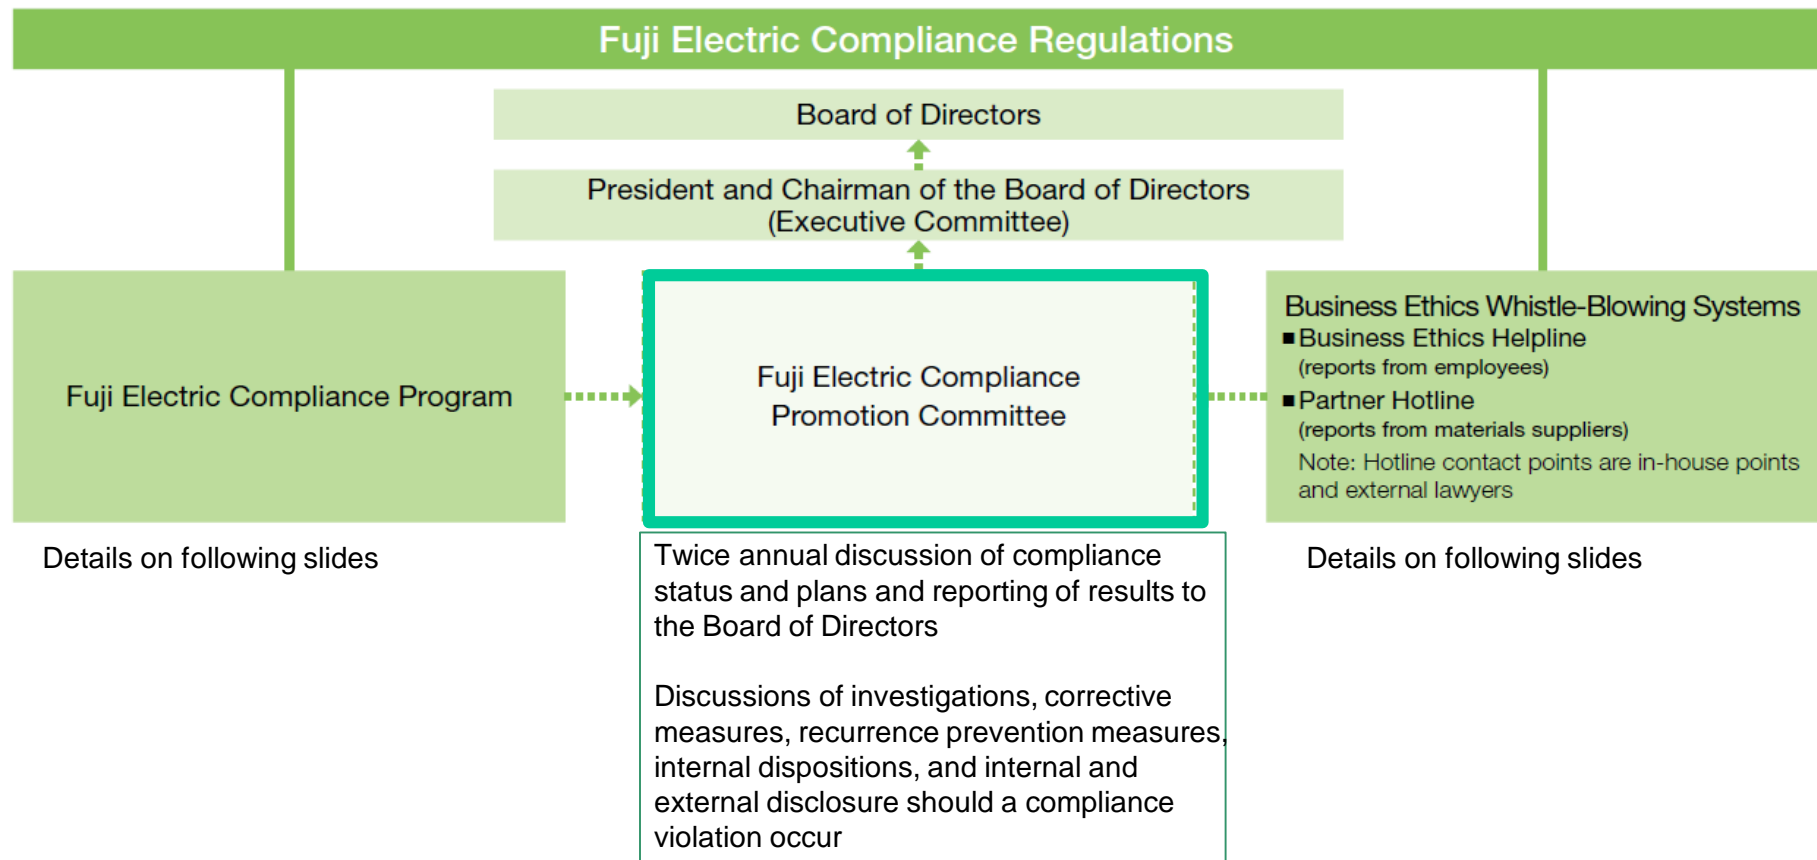 Fuji Electric Compliance Regulations
Board of Directors
President and Chairman of the Board of Directors
(Executive Committee)
Fuji Electric Compliance Program
Fuji Electric Compliance
Promotion Committee
Business Ethics Whistle-Blowing Systems
■Business Ethics Helpline
(reports from employees)
■Partner Hotline
(reports from materials suppliers)
Note: Hotline contact points are in-house points
and external lawyers
Details on following slides
Twice annual discussion of compliance
status and plans and reporting of results to
the Board of Directors
Discussions of investigations, corrective
measures, recurrence prevention measures,
internal dispositions, and internal and
external disclosure should a compliance
violation occur
Details on following slides